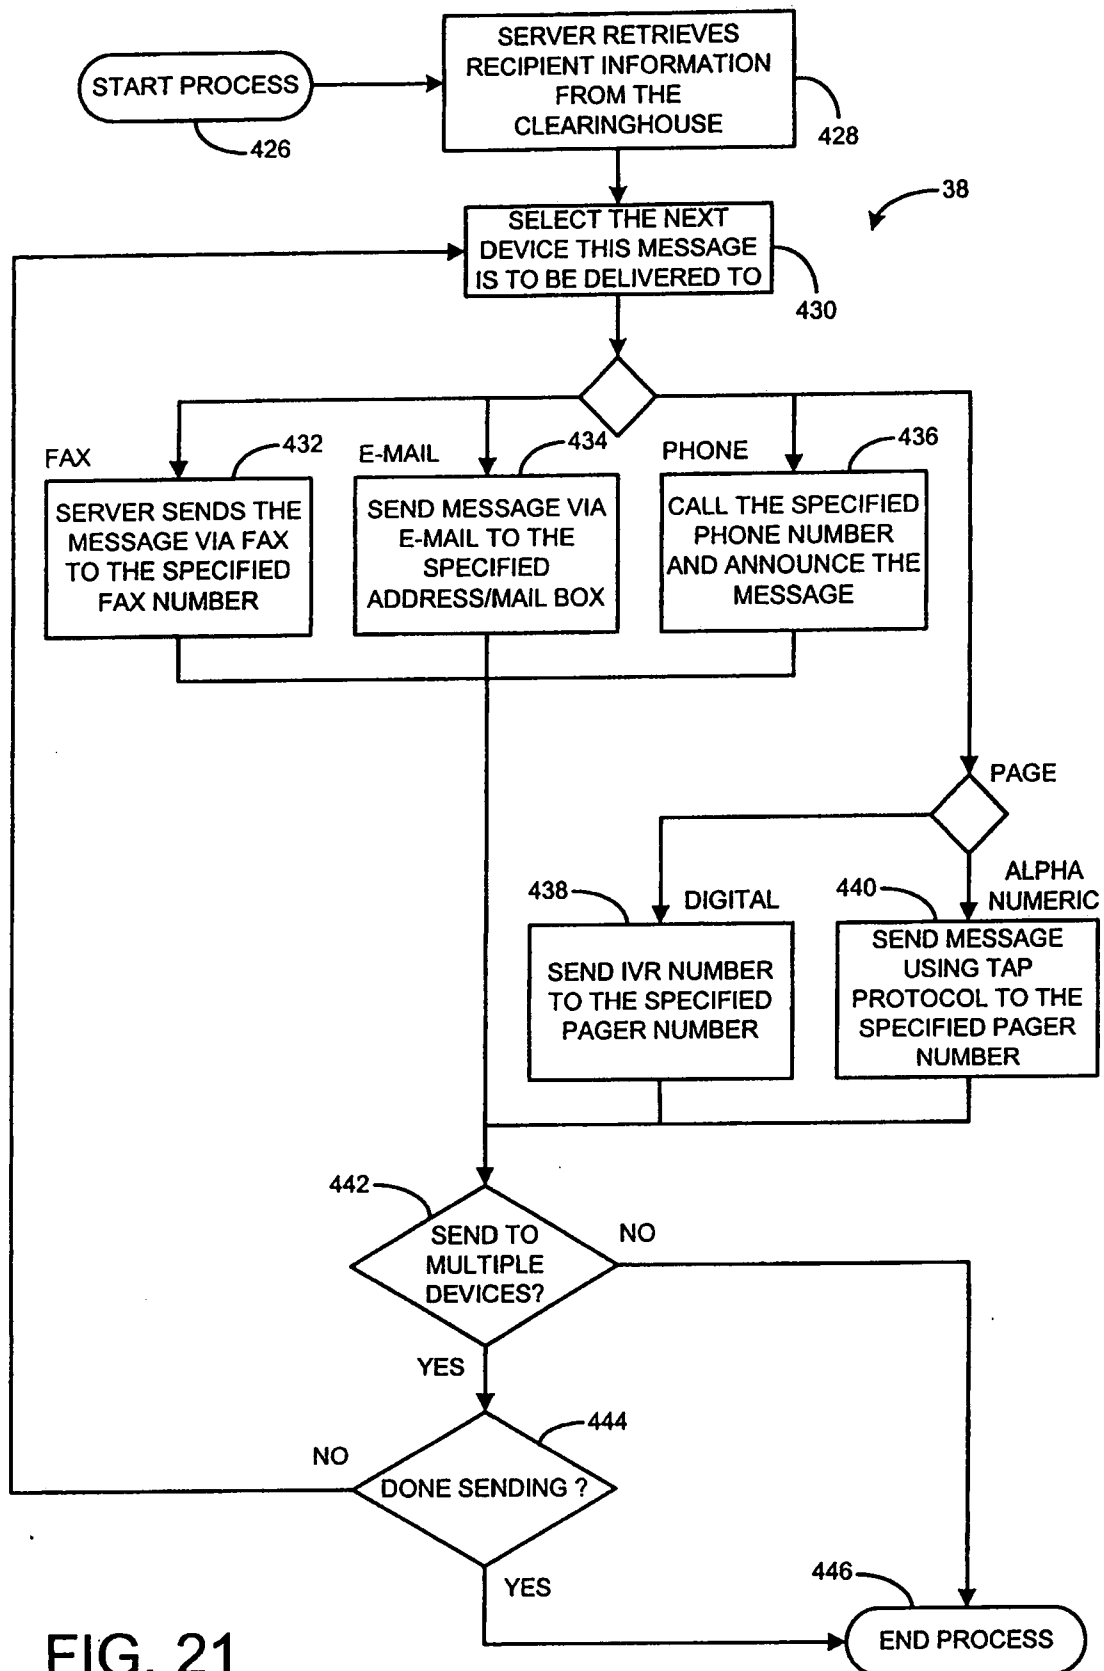 START PROCESS
426
SERVER RETRIEVES
RECIPIENT INFORMATION
FROM THE
CLEARINGHOUSE
428
38
SELECT THE NEXT
DEVICE THIS MESSAGE
IS TO BE DELIVERED TO
430
FAX
432
SERVER SENDS THE
MESSAGE VIA FAX
TO THE SPECIFIED
FAX NUMBER
E-MAIL
434
SEND MESSAGE VIA
E-MAIL TO THE
SPECIFIED
ADDRESS/MAIL BOX
PHONE
436
CALL THE SPECIFIED
PHONE NUMBER
AND ANNOUNCE THE
MESSAGE
PAGE
438
DIGITAL
SEND IVR NUMBER
TO THE SPECIFIED
PAGER NUMBER
440
ALPHA
NUMERIC
SEND MESSAGE
USING TAP
PROTOCOL TO THE
SPECIFIED PAGER
NUMBER
442
SEND TO
MULTIPLE
DEVICES?
NO
YES
444
NO
DONE SENDING ?
YES
446
END PROCESS
FIG. 21